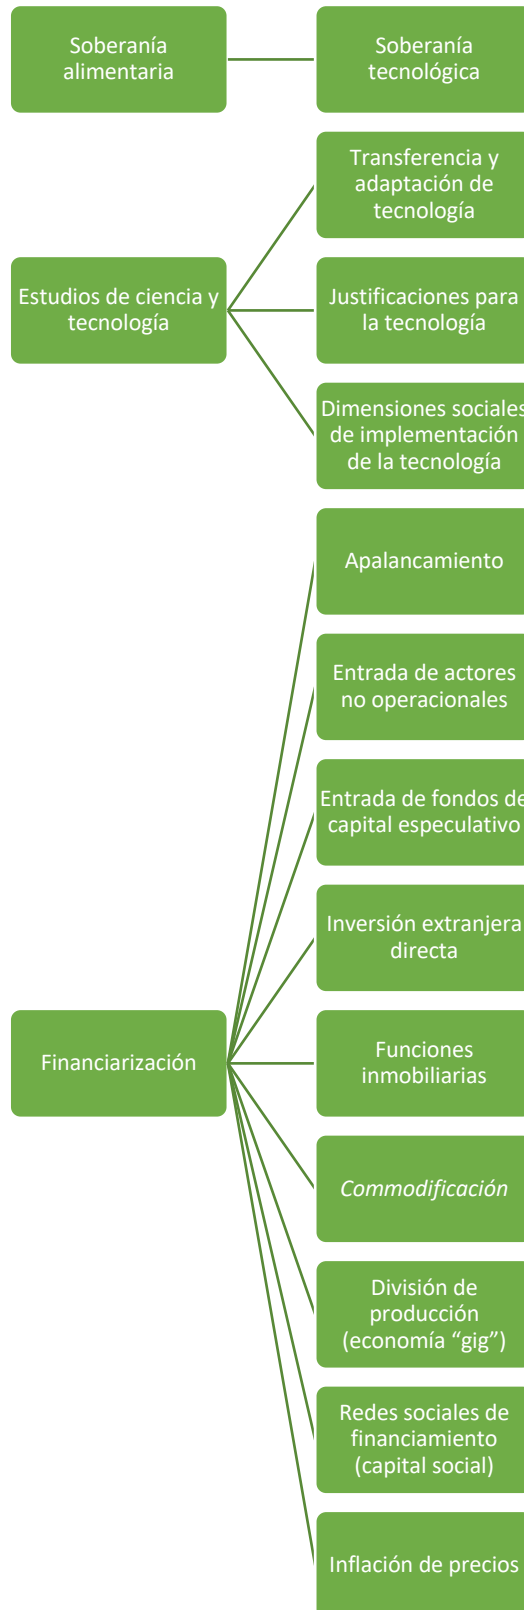 Soberanía
alimentaria
Soberanía
tecnológica
Estudios de ciencia y
tecnología
Transferencia y
adaptación de
tecnología
Justificaciones para
la tecnología
Dimensiones sociales
de implementación
de la tecnología
Financiarización
Apalancamiento
Entrada de actores
no operacionales
Entrada de fondos de
capital especulativo
Inversión extranjera
directa
Funciones
inmobiliarias
Commodificación
División de
producción
(economía “gig”)
Redes sociales de
financiamiento
(capital social)
Inflación de precios